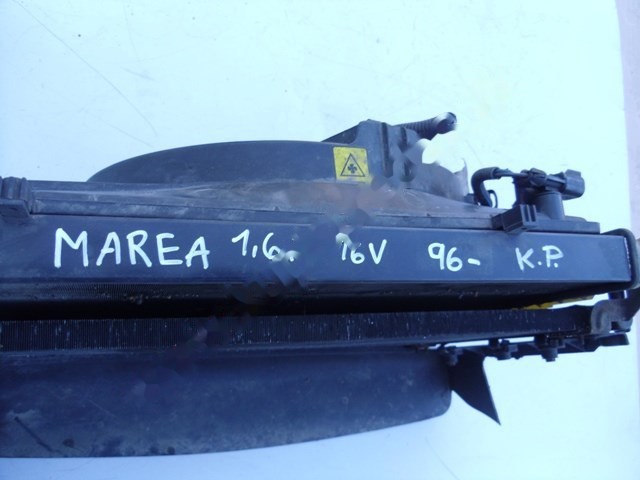 MAREA 1,6. 16V 96- K.P.